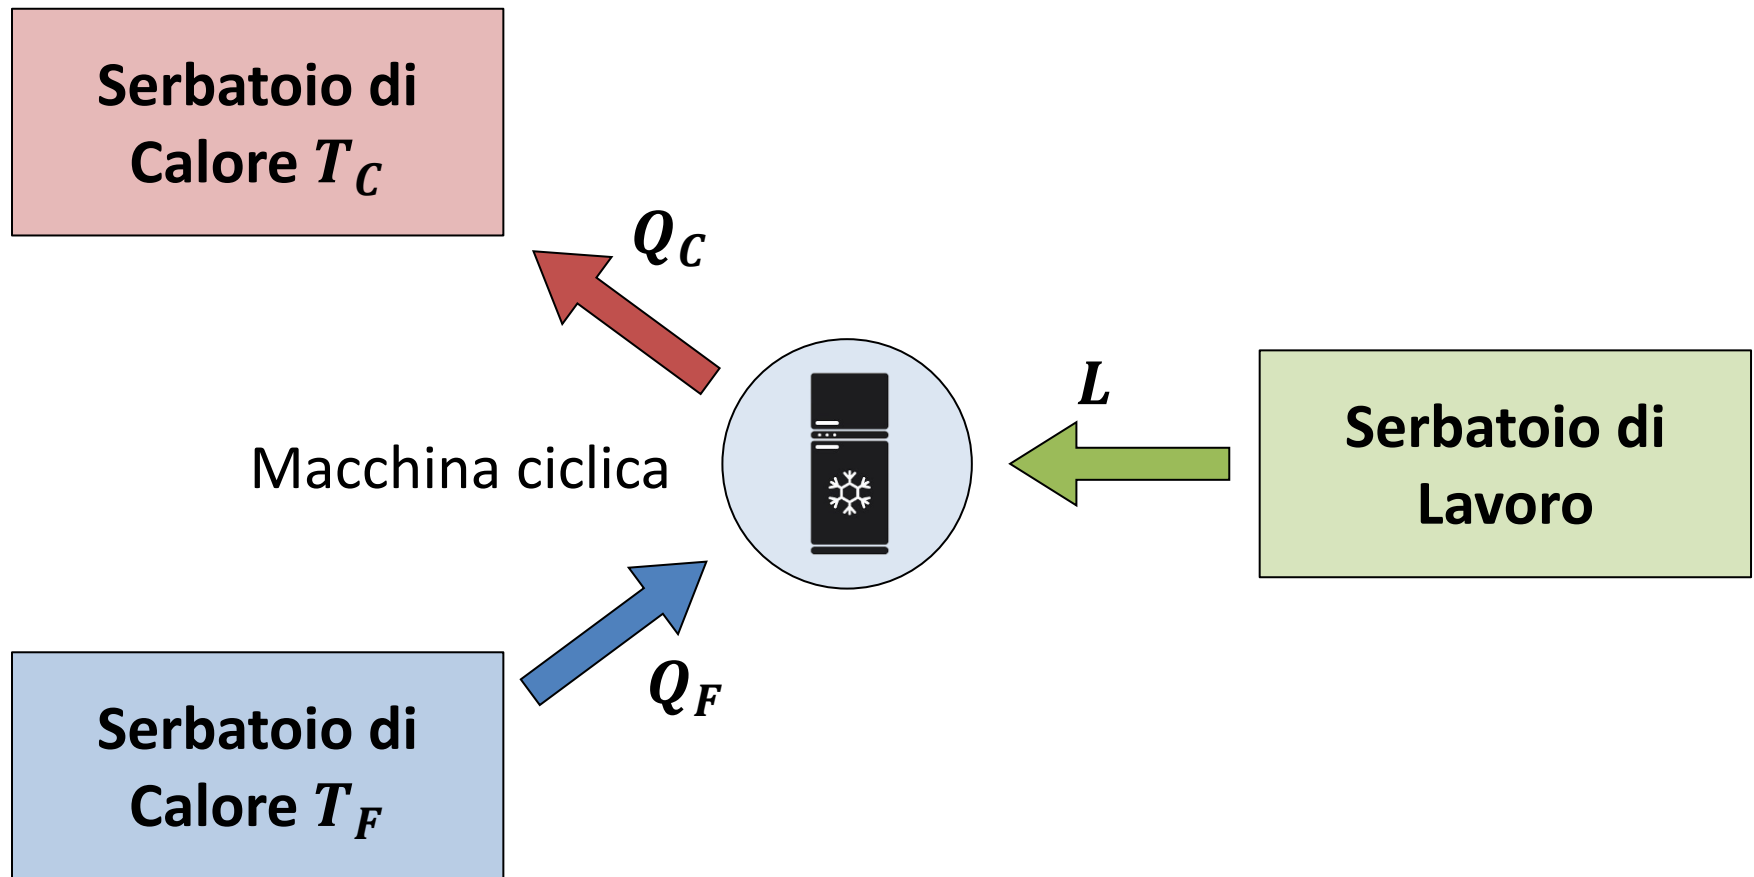 Serbatoio di
Calore T_C
Q_C
L
Serbatoio di
Lavoro
Macchina ciclica
Q_F
Serbatoio di
Calore T_F